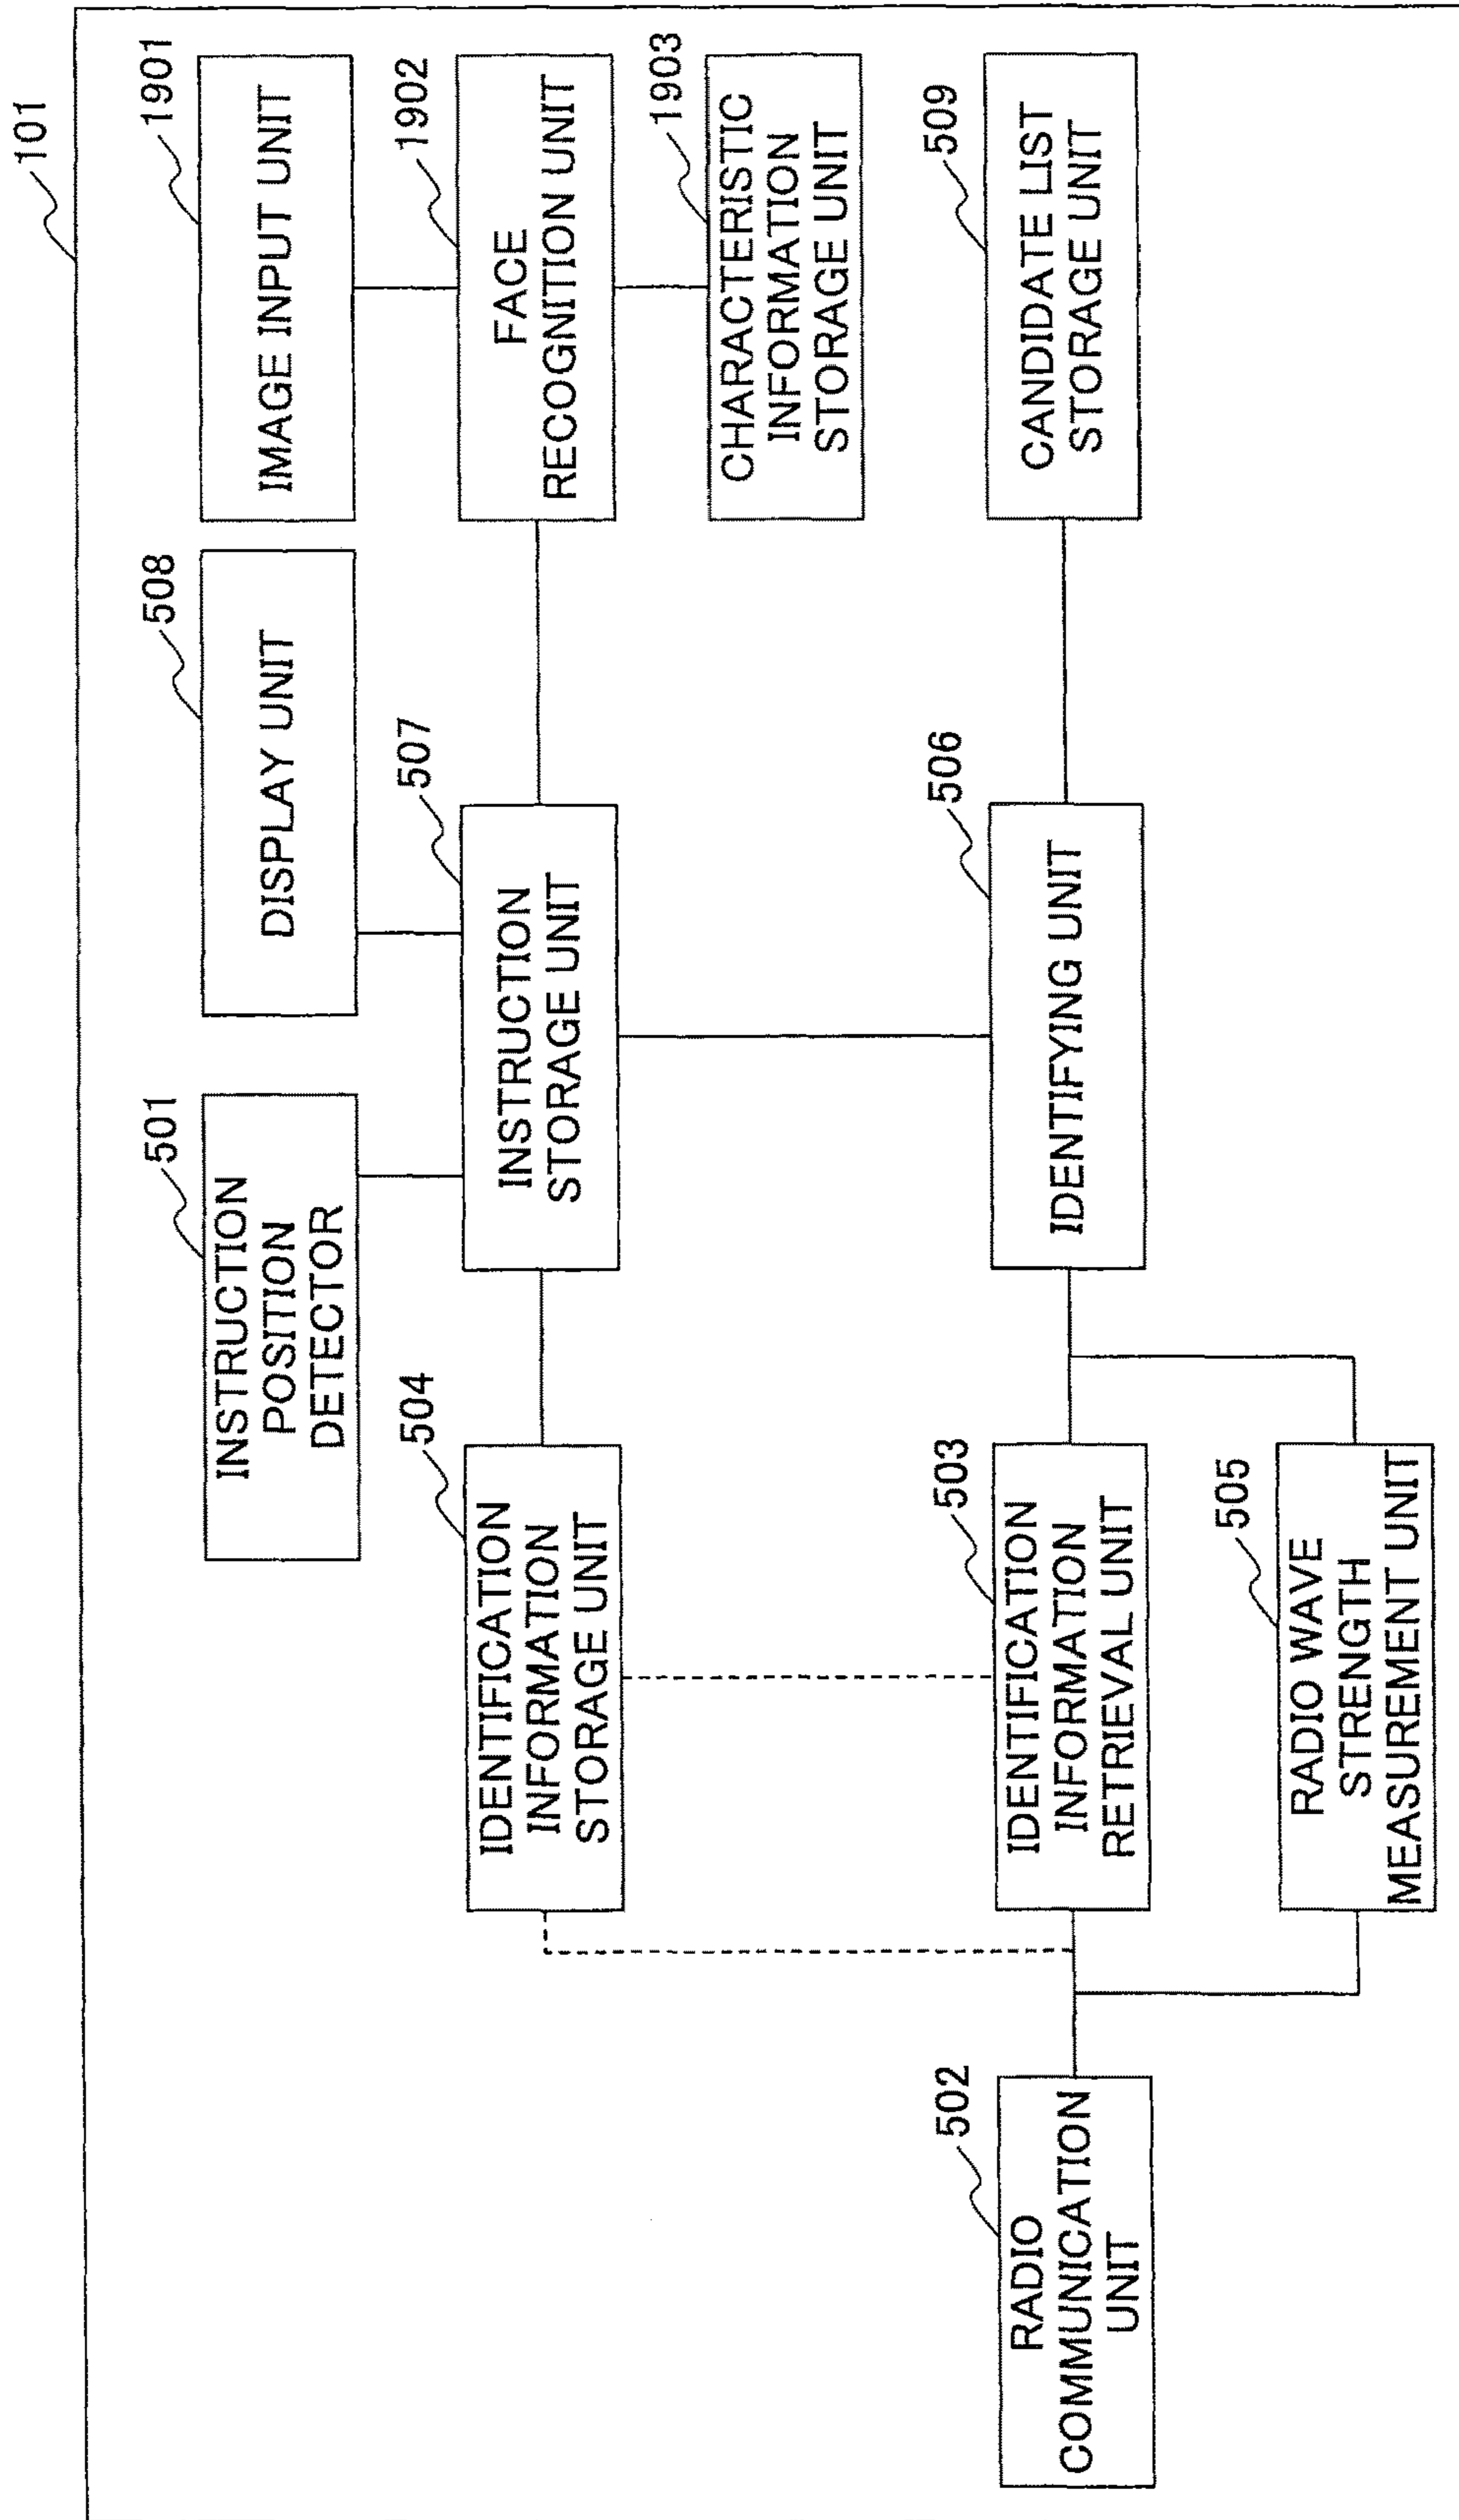 101
501
INSTRUCTION
POSITION
DETECTOR
508
DISPLAY UNIT
1901
IMAGE INPUT UNIT
504
IDENTIFICATION
INFORMATION
STORAGE UNIT
507
INSTRUCTION
STORAGE UNIT
1902
FACE
RECOGNITION UNIT
1903
CHARACTERISTIC
INFORMATION
STORAGE UNIT
502
RADIO
COMMUNICATION
UNIT
503
IDENTIFICATION
INFORMATION
RETRIEVAL UNIT
506
IDENTIFYING UNIT
509
CANDIDATE LIST
STORAGE UNIT
505
RADIO WAVE
STRENGTH
MEASUREMENT UNIT